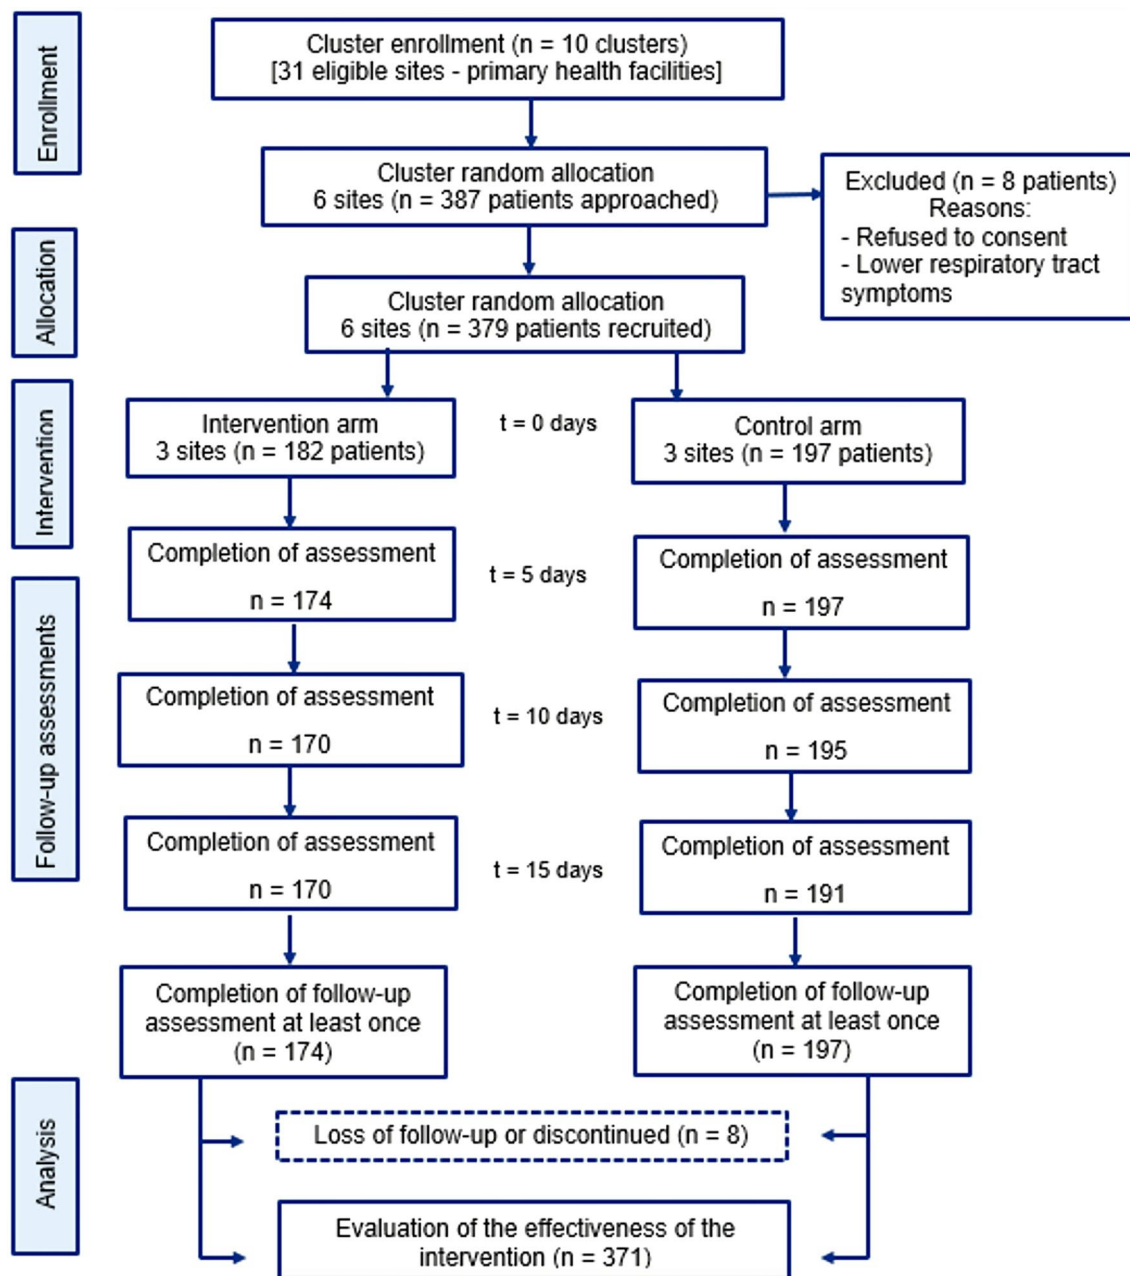 Enrollment
Cluster enrollment (n = 10 clusters)
[31 eligible sites - primary health facilities]
Cluster random allocation
6 sites (n = 387 patients approached)
Excluded (n = 8 patients)
Reasons:
- Refused to consent
- Lower respiratory tract
symptoms
Allocation
Cluster random allocation
6 sites (n = 379 patients recruited)
Intervention
Intervention arm
3 sites (n = 182 patients)
t = 0 days
Control arm
3 sites (n = 197 patients)
Follow-up assessments
Completion of assessment
n = 174
t = 5 days
Completion of assessment
n = 197
Completion of assessment
n = 170
t = 10 days
Completion of assessment
n = 195
Completion of assessment
n = 170
t = 15 days
Completion of assessment
n = 191
Completion of follow-up
assessment at least once
(n = 174)
Completion of follow-up
assessment at least once
(n = 197)
Analysis
Loss of follow-up or discontinued (n = 8)
Evaluation of the effectiveness of the
intervention (n = 371)